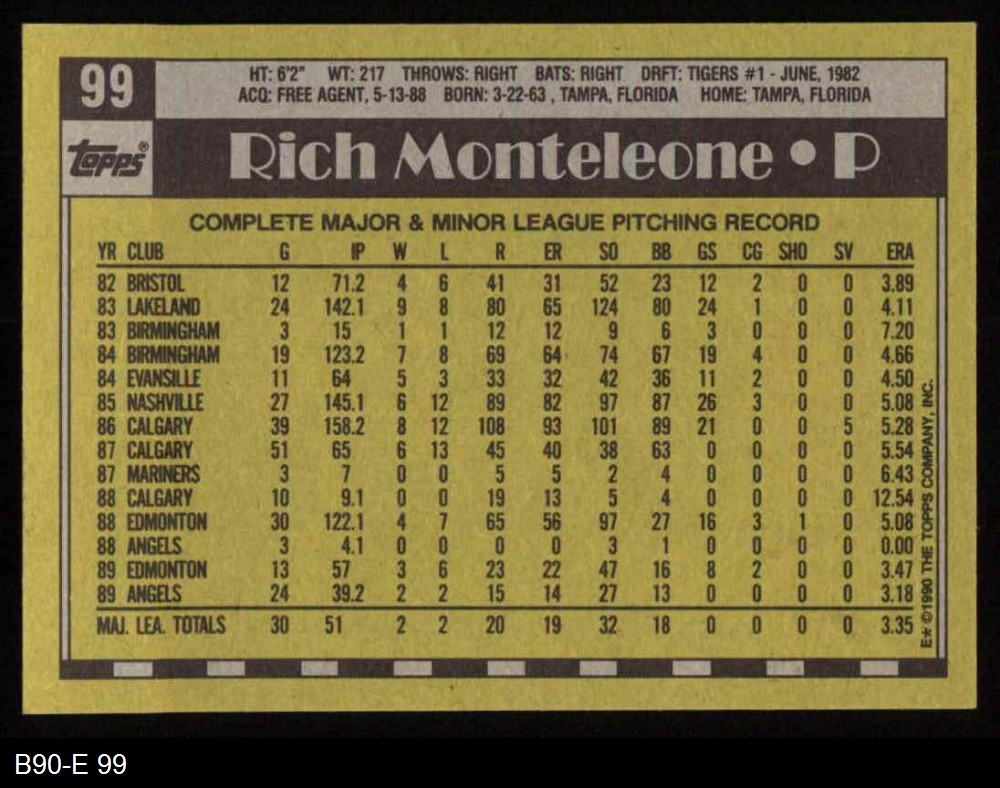 99
HT: 6'2" WT: 217 THROWS: RIGHT BATS: RIGHT DRFT: TIGERS #1 - JUNE, 1982
ACQ: FREE AGENT, 5-13-88 BORN: 3-22-63 , TAMPA, FLORIDA HOME: TAMPA, FLORIDA
topps®
Rich Monteleone • P
COMPLETE MAJOR & MINOR LEAGUE PITCHING RECORD
YR CLUB G IP W L R ER SO BB GS CG SHO SV ERA
82 BRISTOL 12 71.2 4 6 41 31 52 23 12 2 0 0 3.89
83 LAKELAND 24 142.1 9 8 80 65 124 80 24 1 0 0 4.11
83 BIRMINGHAM 3 15 1 1 12 12 9 6 3 0 0 0 7.20
84 BIRMINGHAM 19 123.2 7 8 69 64 74 67 19 4 0 0 4.66
84 EVANSILLE 11 64 5 3 33 32 42 36 11 2 0 0 4.50
85 NASHVILLE 27 145.1 6 12 89 82 97 87 26 3 0 0 5.08
86 CALGARY 39 158.2 8 12 108 93 101 89 21 0 0 5 5.28
87 CALGARY 51 65 6 13 45 40 38 63 0 0 0 0 5.54
87 MARINERS 3 7 0 0 5 5 2 4 0 0 0 0 6.43
88 CALGARY 10 9.1 0 0 19 13 5 4 0 0 0 0 12.54
88 EDMONTON 30 122.1 4 7 65 56 97 27 16 3 1 0 5.08
88 ANGELS 3 4.1 0 0 0 0 3 1 0 0 0 0 0.00
89 EDMONTON 13 57 3 6 23 22 47 16 8 2 0 0 3.47
89 ANGELS 24 39.2 2 2 15 14 27 13 0 0 0 0 3.18
MAJ. LEA. TOTALS 30 51 2 2 20 19 32 18 0 0 0 0 3.35
E* ©1990 THE TOPPS COMPANY, INC.
B90-E 99